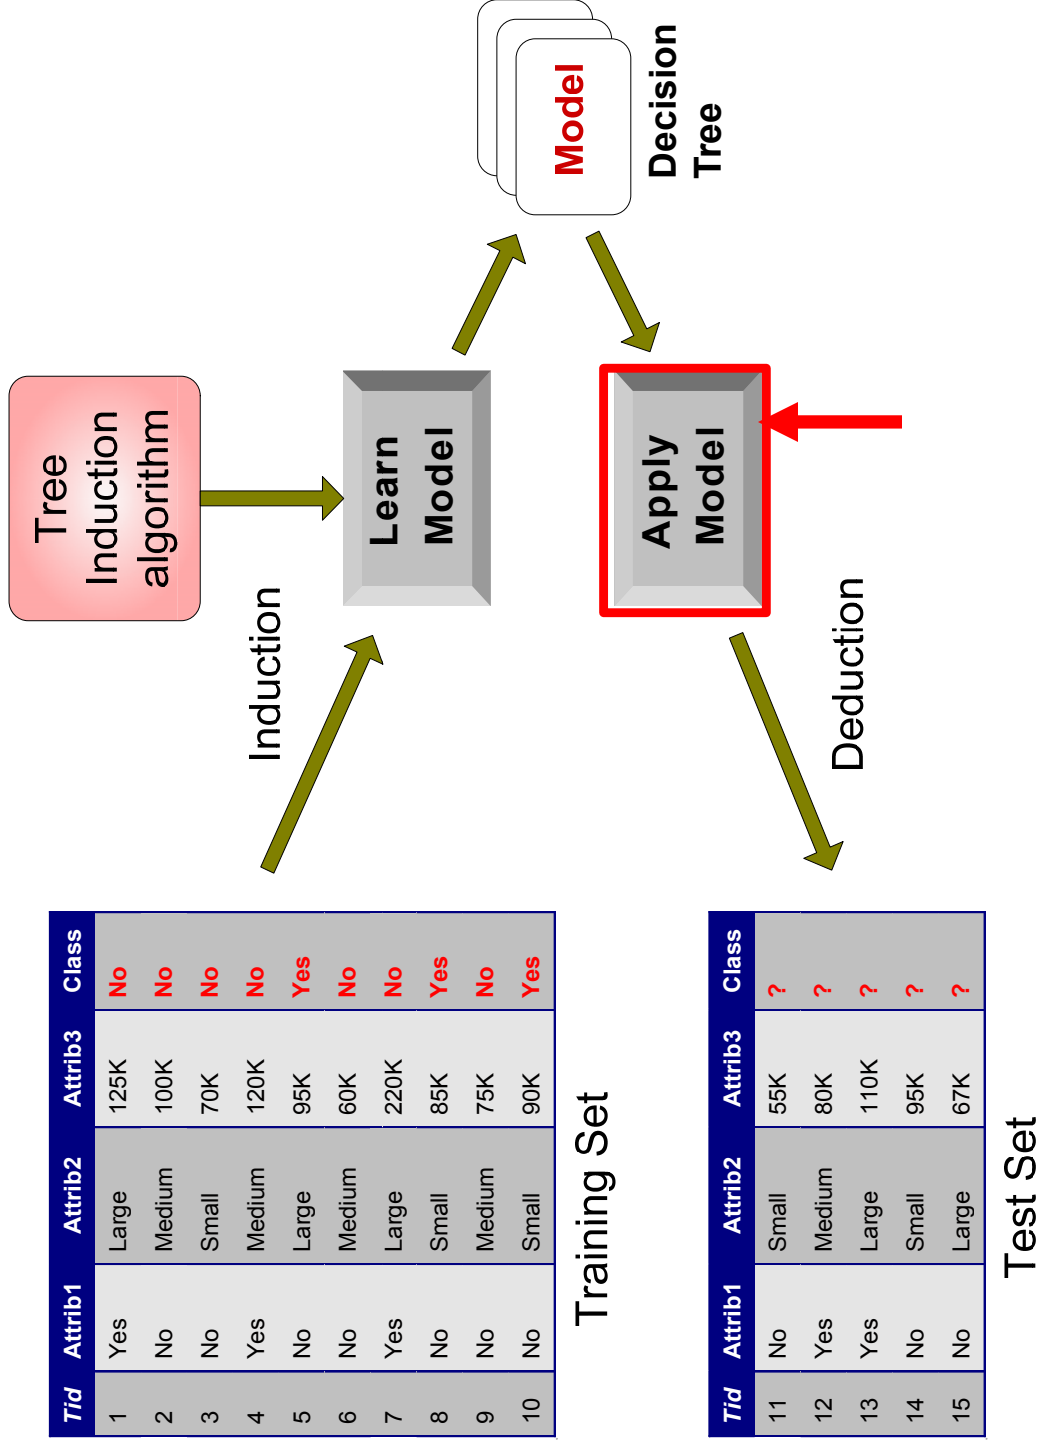 Tid Attrib1 Attrib2 Attrib3 Class
1 Yes Large 125K No
2 No Medium 100K No
3 No Small 70K No
4 Yes Medium 120K No
5 No Large 95K Yes
6 No Medium 60K No
7 Yes Large 220K No
8 No Small 85K Yes
9 No Medium 75K No
10 No Small 90K Yes
Training Set
Tid Attrib1 Attrib2 Attrib3 Class
11 No Small 55K ?
12 Yes Medium 80K ?
13 Yes Large 110K ?
14 No Small 95K ?
15 No Large 67K ?
Test Set
Induction
Tree
Induction
algorithm
Learn
Model
Model
Decision
Tree
Apply
Model
Deduction